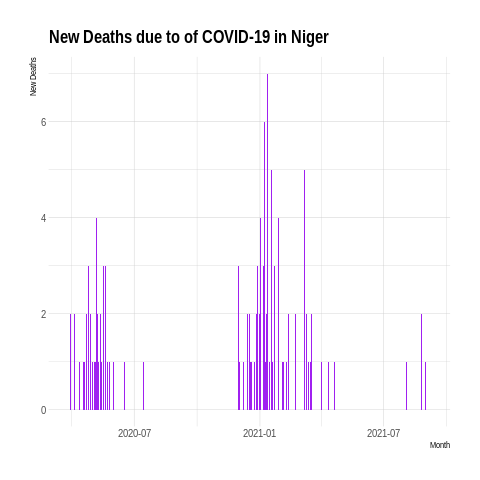 New Deaths due to of COVID-19 in Niger
New Deaths
6
4
2
0
2020-07
2021-01
2021-07
Month